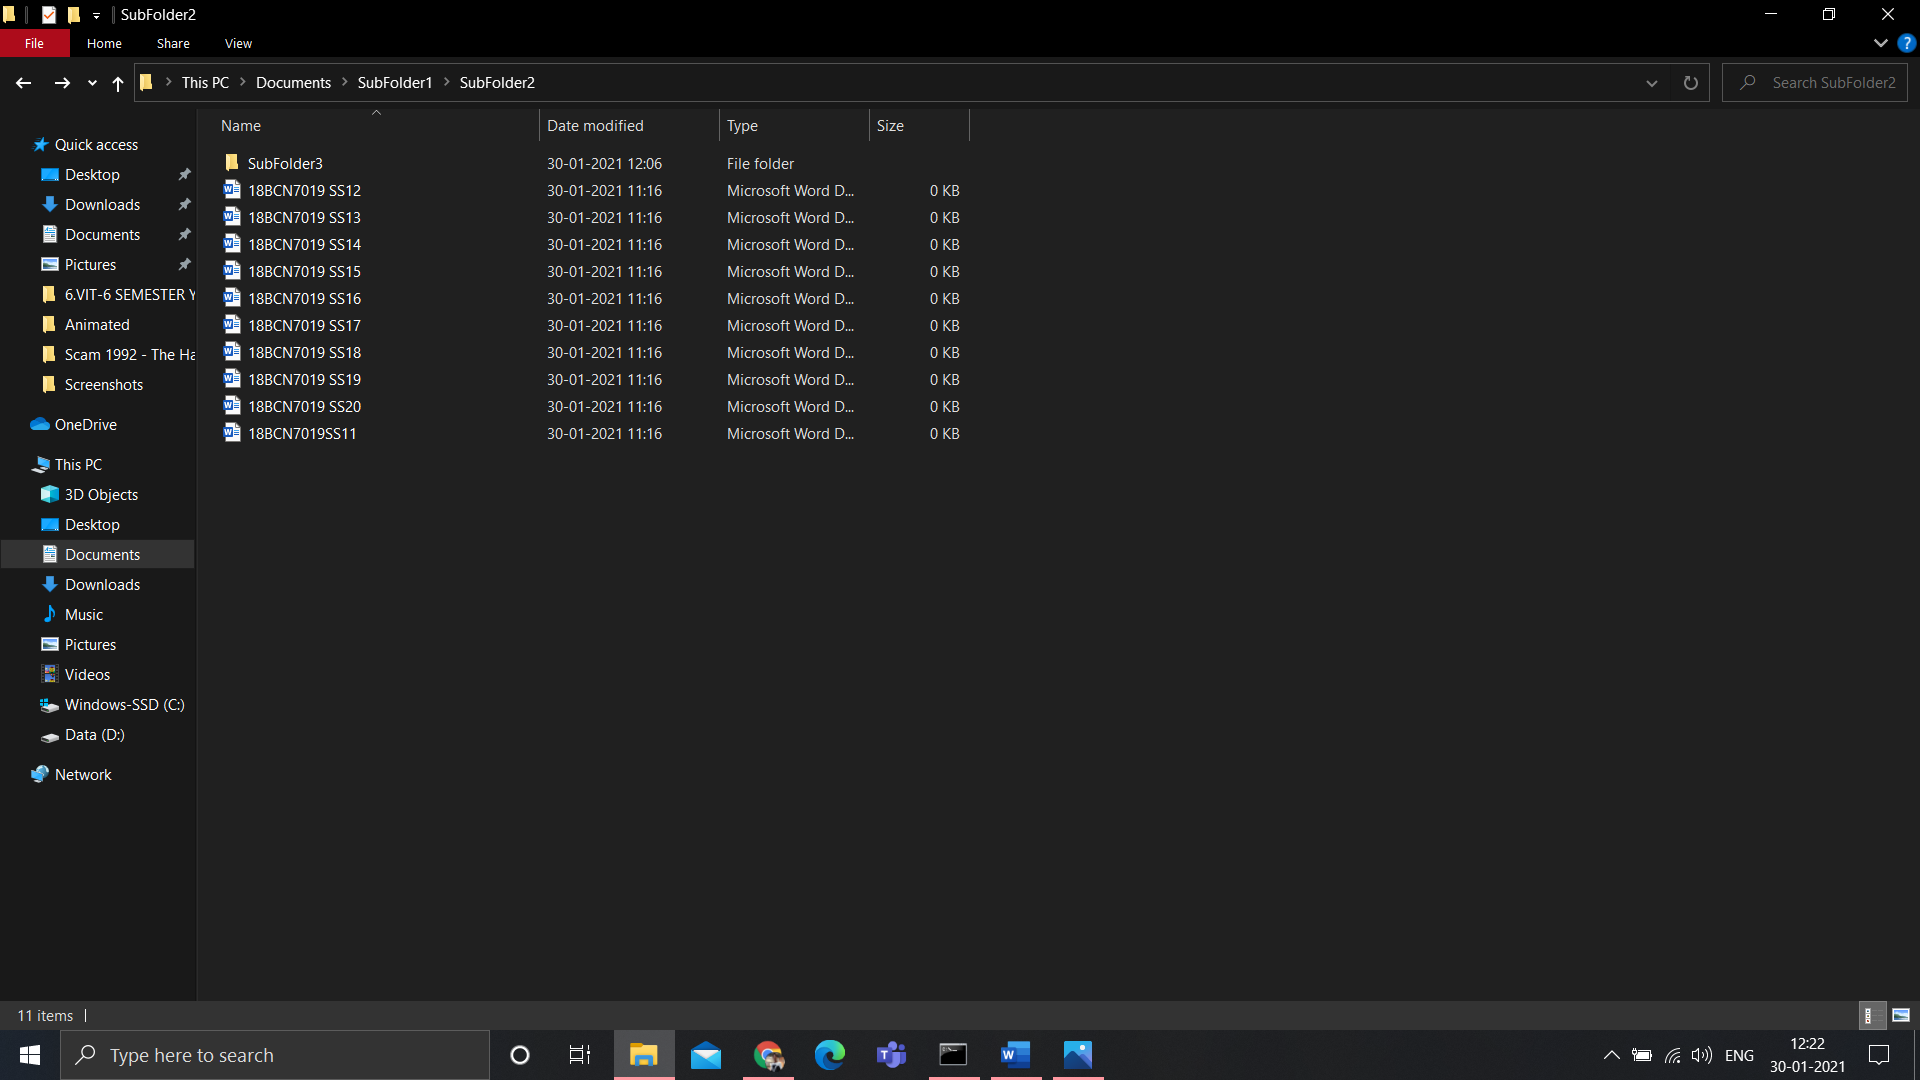 SubFolder2
File Home Share View
This PC Documents SubFolder1 SubFolder2
Search SubFolder2
Name Date modified Type Size
SubFolder3 30-01-2021 12:06 File folder
18BCN7019 SS12 30-01-2021 11:16 Microsoft Word D... 0 KB
18BCN7019 SS13 30-01-2021 11:16 Microsoft Word D... 0 KB
18BCN7019 SS14 30-01-2021 11:16 Microsoft Word D... 0 KB
18BCN7019 SS15 30-01-2021 11:16 Microsoft Word D... 0 KB
18BCN7019 SS16 30-01-2021 11:16 Microsoft Word D... 0 KB
18BCN7019 SS17 30-01-2021 11:16 Microsoft Word D... 0 KB
18BCN7019 SS18 30-01-2021 11:16 Microsoft Word D... 0 KB
18BCN7019 SS19 30-01-2021 11:16 Microsoft Word D... 0 KB
18BCN7019 SS20 30-01-2021 11:16 Microsoft Word D... 0 KB
18BCN7019SS11 30-01-2021 11:16 Microsoft Word D... 0 KB
Quick access
Desktop
Downloads
Documents
Pictures
6.VIT-6 SEMESTER Y
Animated
Scam 1992 - The Ha
Screenshots
OneDrive
This PC
3D Objects
Desktop
Documents
Downloads
Music
Pictures
Videos
Windows-SSD (C:)
Data (D:)
Network
11 items
Type here to search
ENG
12:22
30-01-2021